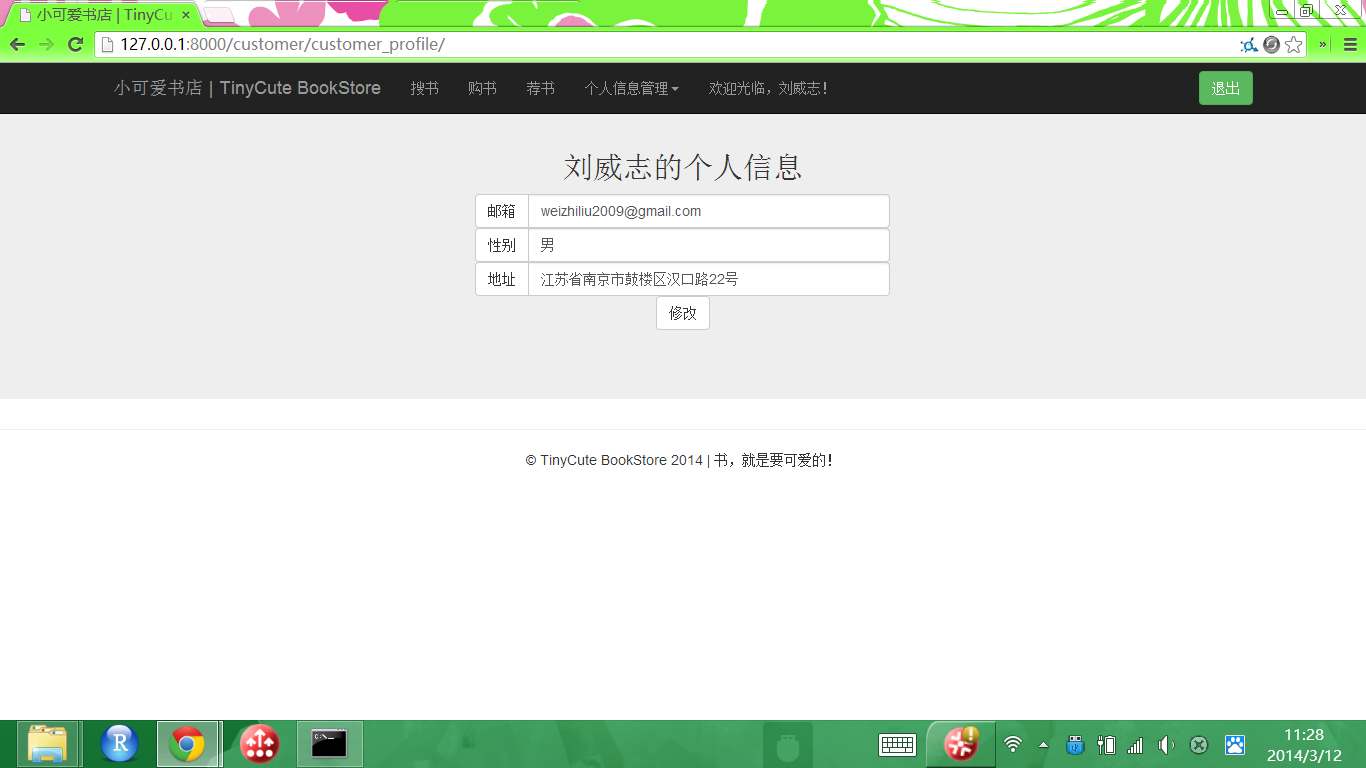 小可爱书店 | TinyCu
127.0.0.1:8000/customer/customer_profile/
小可爱书店 | TinyCute BookStore 搜书 购书 荐书 个人信息管理 欢迎光临，刘威志！ 退出
刘威志的个人信息
邮箱 weizhiliu2009@gmail.com
性别 男
地址 江苏省南京市鼓楼区汉口路22号
修改
© TinyCute BookStore 2014 | 书，就是要可爱的！
R
C:\_
11:28
2014/3/12